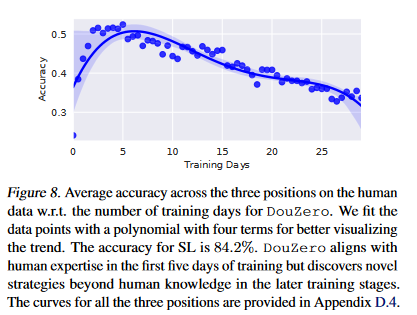 0.5
0.4
0.3
Accuracy
0 5 10 15 20 25
Training Days
Figure 8. Average accuracy across the three positions on the human
data w.r.t. the number of training days for DouZero. We fit the
data points with a polynomial with four terms for better visualizing
the trend. The accuracy for SL is 84.2%. DouZero aligns with
human expertise in the first five days of training but discovers novel
strategies beyond human knowledge in the later training stages.
The curves for all the three positions are provided in Appendix D.4.